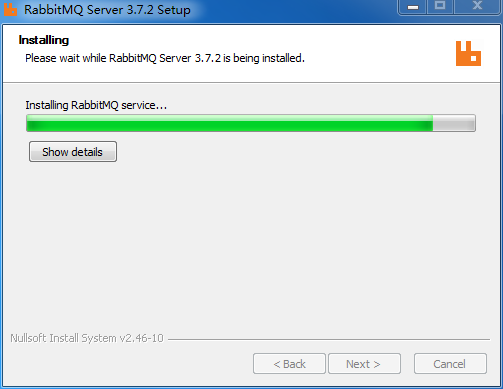 RabbitMQ Server 3.7.2 Setup
Installing
Please wait while RabbitMQ Server 3.7.2 is being installed.
Installing RabbitMQ service...
Show details
Nullsoft Install System v2.46-10
< Back
Next >
Cancel